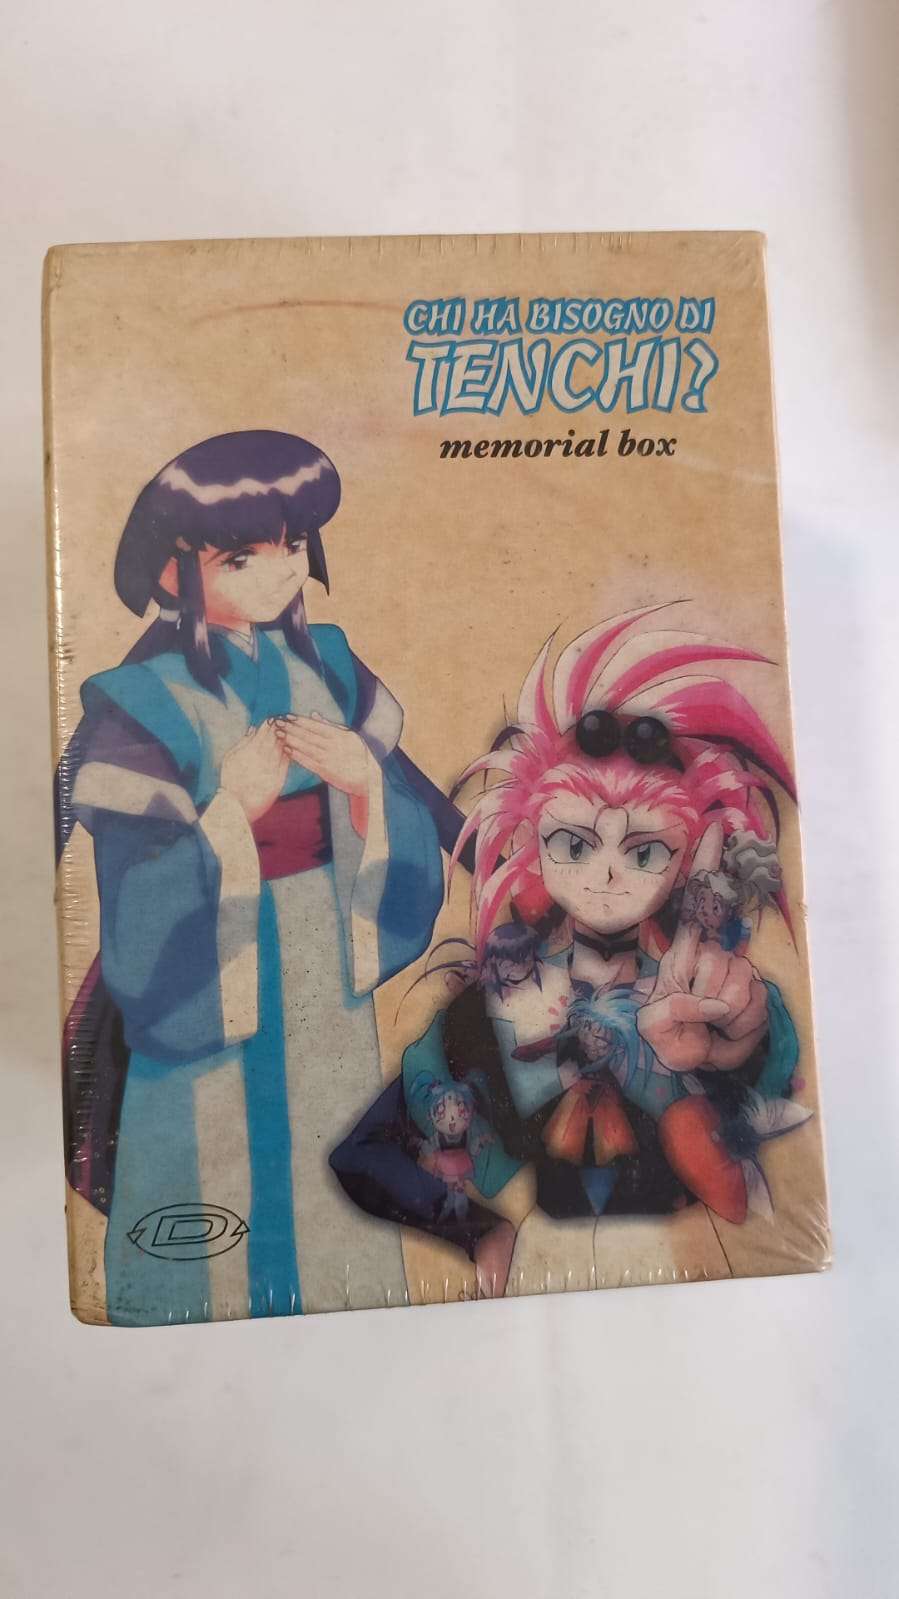 CHI HA BISOGNO DI
TENCHI?
memorial box
D